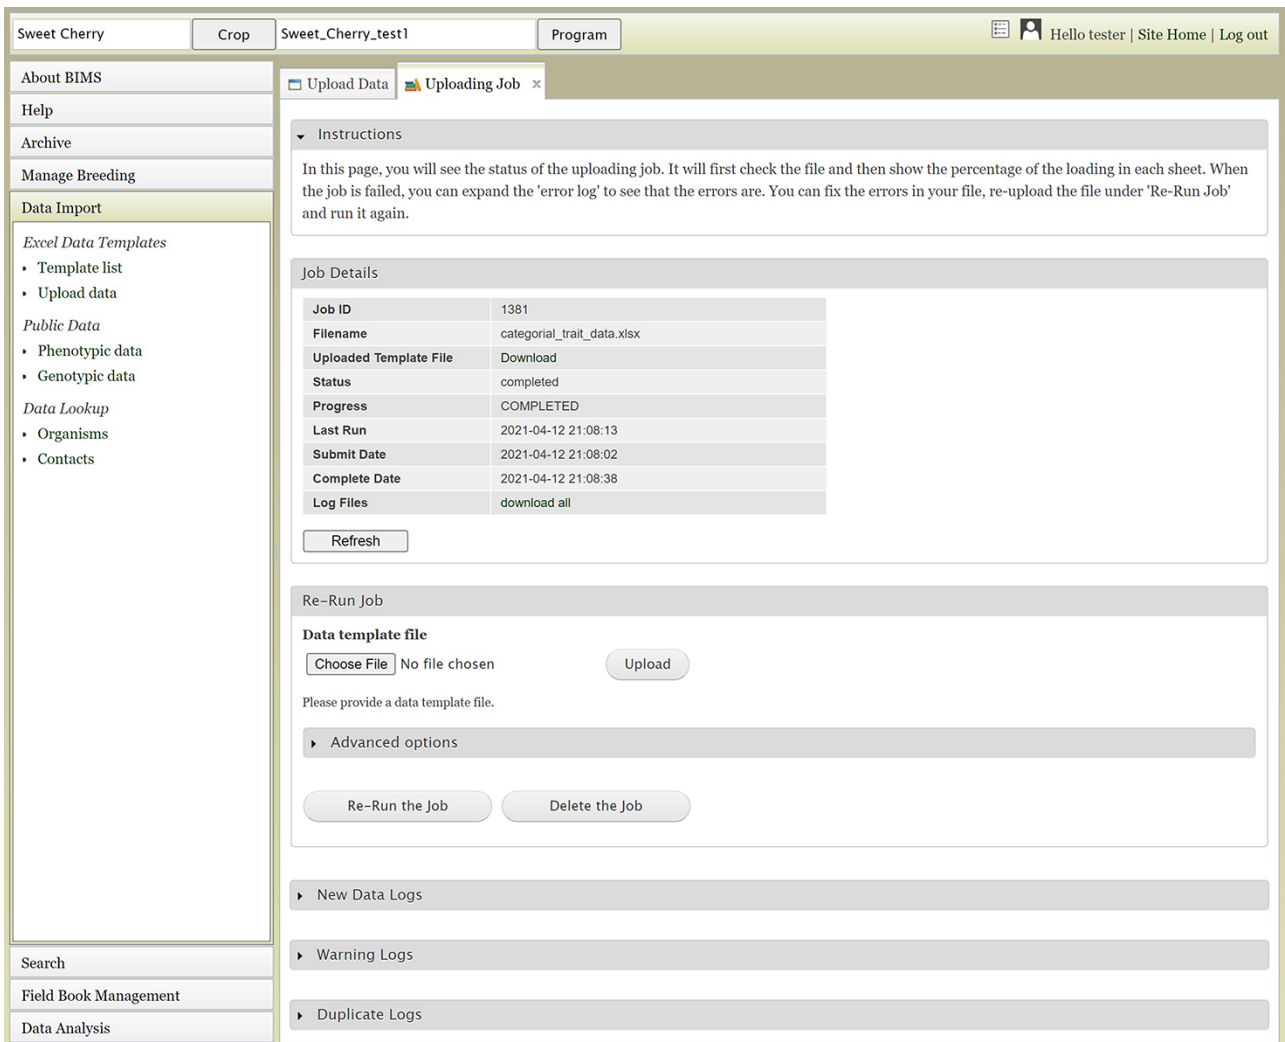 Sweet Cherry Crop Sweet_Cherry_test1 Program Hello tester | Site Home | Log out
About BIMS
Help
Archive
Manage Breeding
Data Import
Excel Data Templates
Template list
Upload data
Public Data
Phenotypic data
Genotypic data
Data Lookup
Organisms
Contacts
Search
Field Book Management
Data Analysis
Upload Data Uploading Job x
Instructions
In this page, you will see the status of the uploading job. It will first check the file and then show the percentage of the loading in each sheet. When
the job is failed, you can expand the 'error log' to see that the errors are. You can fix the errors in your file, re-upload the file under 'Re-Run Job'
and run it again.
Job Details
Job ID 1381
Filename categorial_trait_data.xlsx
Uploaded Template File Download
Status completed
Progress COMPLETED
Last Run 2021-04-12 21:08:13
Submit Date 2021-04-12 21:08:02
Complete Date 2021-04-12 21:08:38
Log Files download all
Refresh
Re-Run Job
Data template file
Choose File No file chosen Upload
Please provide a data template file.
Advanced options
Re-Run the Job Delete the Job
New Data Logs
Warning Logs
Duplicate Logs